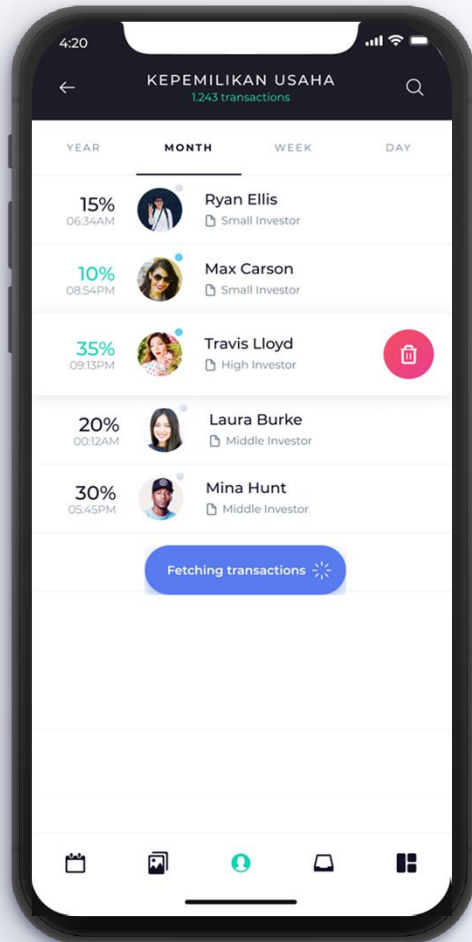 4:20
KEPEMILIKAN USAHA
1.243 transactions
YEAR MONTH WEEK DAY
15% Ryan Ellis
06:34AM Small Investor
10% Max Carson
08:54PM Small Investor
35% Travis Lloyd
09:13PM High Investor
20% Laura Burke
00:12AM Middle Investor
30% Mina Hunt
05:45PM Middle Investor
Fetching transactions